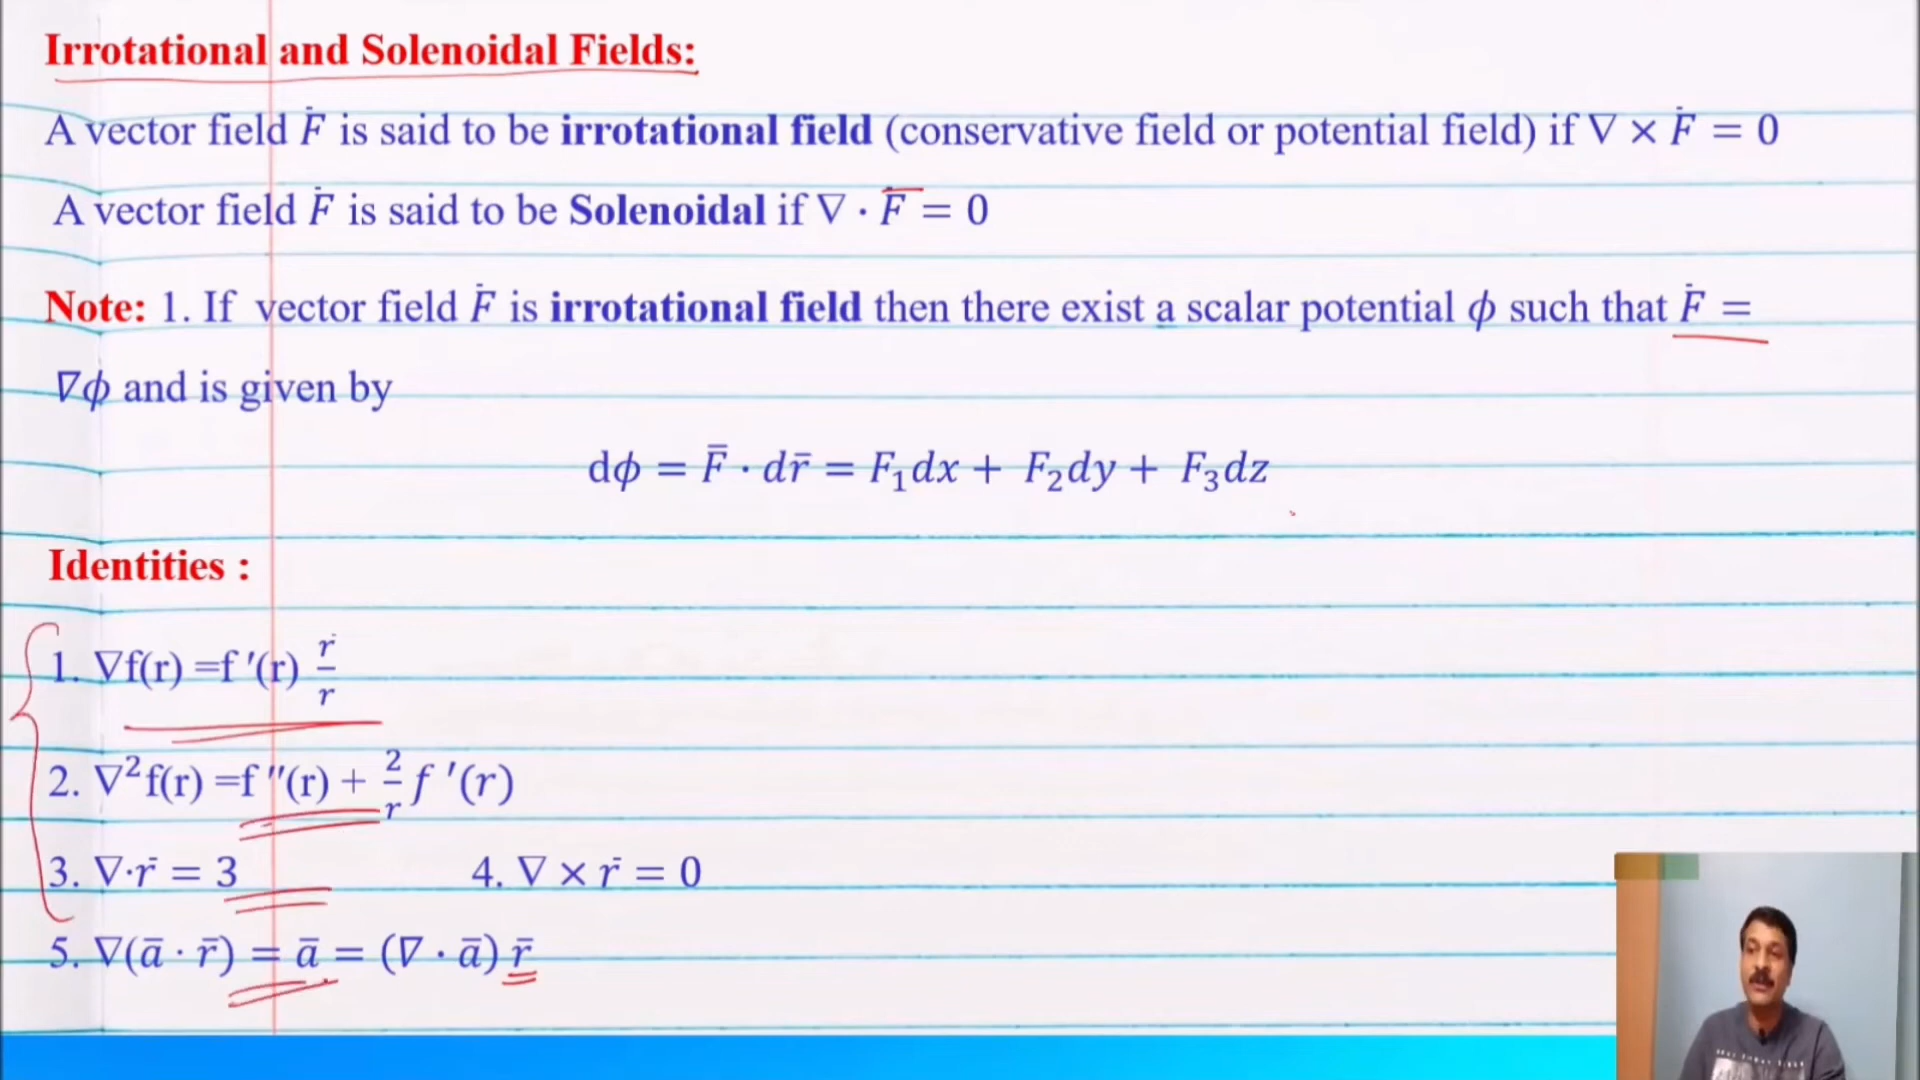 Irrotational and Solenoidal Fields:
A vector field F̄ is said to be irrotational field (conservative field or potential field) if ∇ × F̄ = 0
A vector field F̄ is said to be Solenoidal if ∇ · F̄ = 0
Note: 1. If vector field F̄ is irrotational field then there exist a scalar potential ϕ such that F̄ =
∇ϕ and is given by
dϕ = F̄ · dr̄ = F₁dx + F₂dy + F₃dz
Identities :
1. ∇f(r) =f ′(r) r̄/r
2. ∇²f(r) =f ″(r) + 2/r f ′(r)
3. ∇·r̄ = 3 4. ∇ × r̄ = 0
5. ∇(ā · r̄) = ā = (∇ · ā) r̄